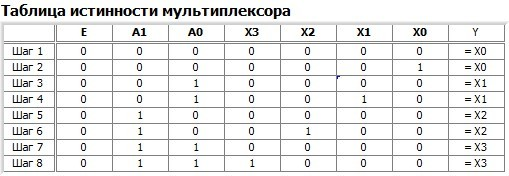 Таблица истинности мультиплексора
E A1 A0 X3 X2 X1 X0 Y
Шаг 1 0 0 0 0 0 0 0 = X0
Шаг 2 0 0 0 0 0 0 1 = X0
Шаг 3 0 0 1 0 0 0 0 = X1
Шаг 4 0 0 1 0 0 1 0 = X1
Шаг 5 0 1 0 0 0 0 0 = X2
Шаг 6 0 1 0 0 1 0 0 = X2
Шаг 7 0 1 1 0 0 0 0 = X3
Шаг 8 0 1 1 1 0 0 0 = X3